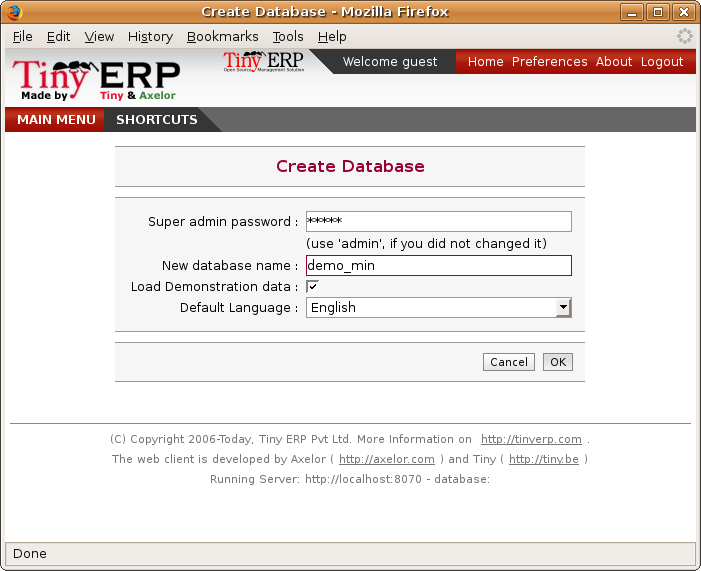 Create Database - Mozilla Firefox
File Edit View History Bookmarks Tools Help
Tiny ERP
Made by Tiny & Axelor
Tiny ERP
Open Source Management Solution
Welcome guest
Home Preferences About Logout
MAIN MENU SHORTCUTS
Create Database
Super admin password : *****
(use 'admin', if you did not changed it)
New database name : demo_min
Load Demonstration data :
Default Language : English
Cancel OK
(C) Copyright 2006-Today, Tiny ERP Pvt Ltd. More Information on http://tinyerp.com .
The web client is developed by Axelor ( http://axelor.com ) and Tiny ( http://tiny.be )
Running Server: http://localhost:8070 - database:
Done